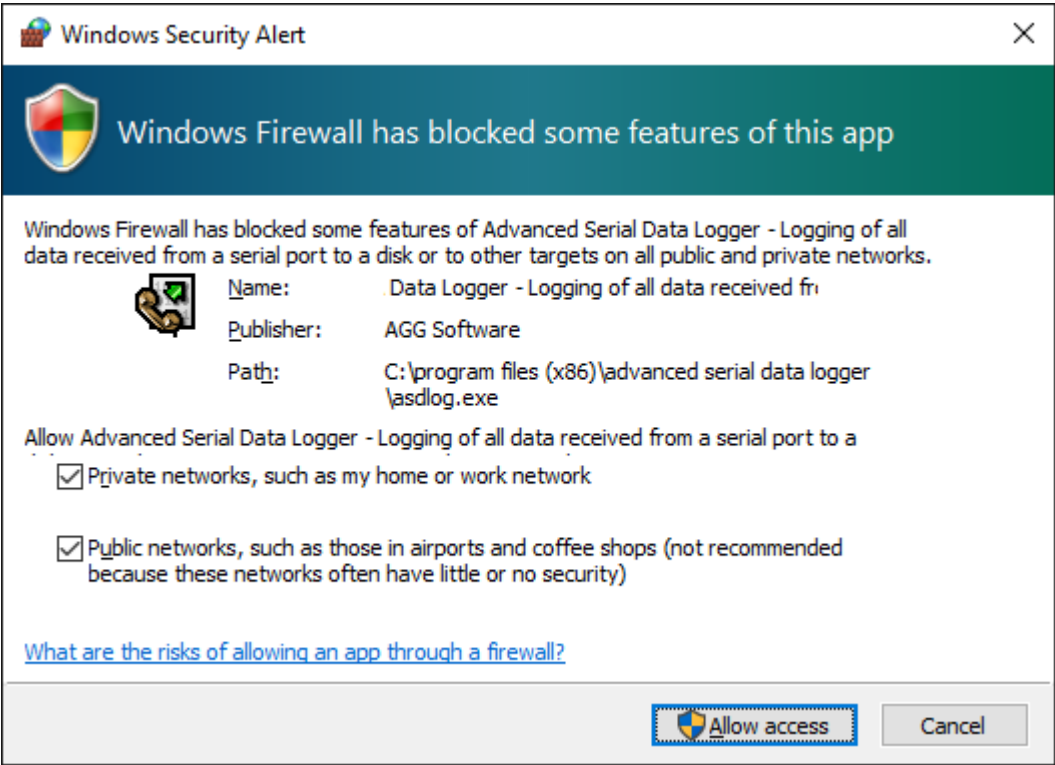 Windows Security Alert
Windows Firewall has blocked some features of this app
Windows Firewall has blocked some features of Advanced Serial Data Logger - Logging of all
data received from a serial port to a disk or to other targets on all public and private networks.
Name: Data Logger - Logging of all data received fr
Publisher: AGG Software
Path: C:\program files (x86)\advanced serial data logger
\asdlog.exe
Allow Advanced Serial Data Logger - Logging of all data received from a serial port to a
Private networks, such as my home or work network
Public networks, such as those in airports and coffee shops (not recommended
because these networks often have little or no security)
What are the risks of allowing an app through a firewall?
Allow access Cancel